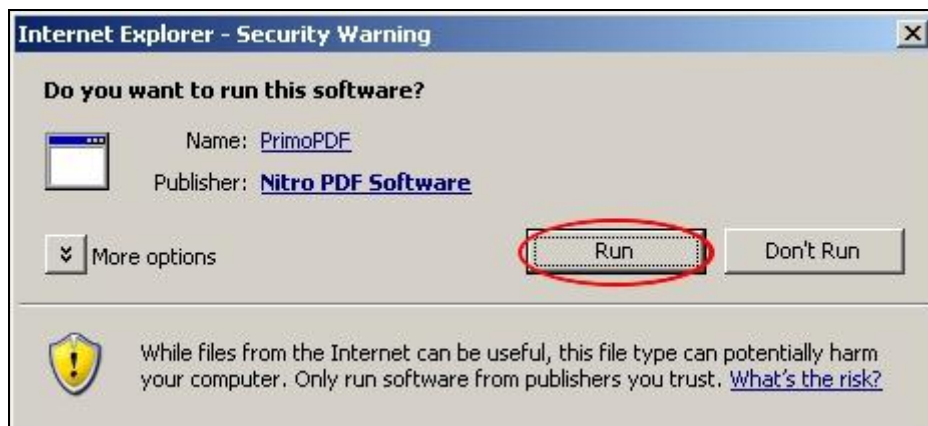 Internet Explorer - Security Warning
Do you want to run this software?
Name: PrimoPDF
Publisher: Nitro PDF Software
More options
Run
Don't Run
While files from the Internet can be useful, this file type can potentially harm
your computer. Only run software from publishers you trust. What's the risk?